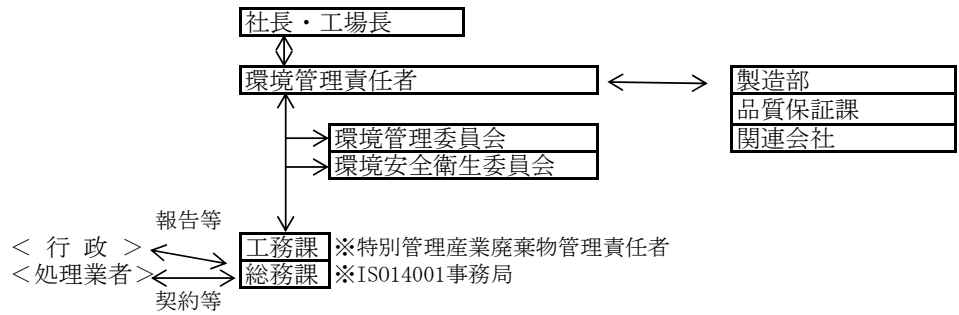 社長・工場長
環境管理責任者
製造部
品質保証課
関連会社
環境管理委員会
環境安全衛生委員会
報告等
＜ 行 政 ＞
工務課 ※特別管理産業廃棄物管理責任者
＜処理業者＞
総務課 ※ISO14001事務局
契約等